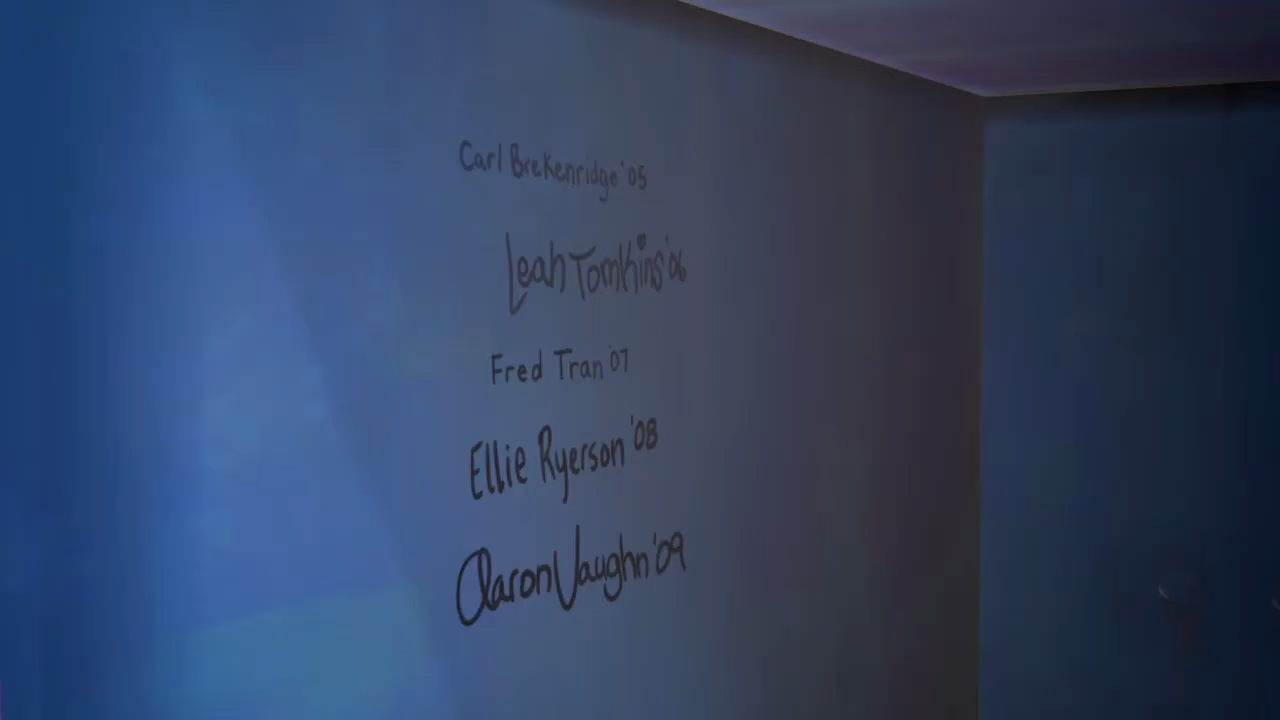 Carl Brekenridge '05
Leah Tomkins '06
Fred Tran '07
Ellie Ryerson '08
Aaron Vaughn '09